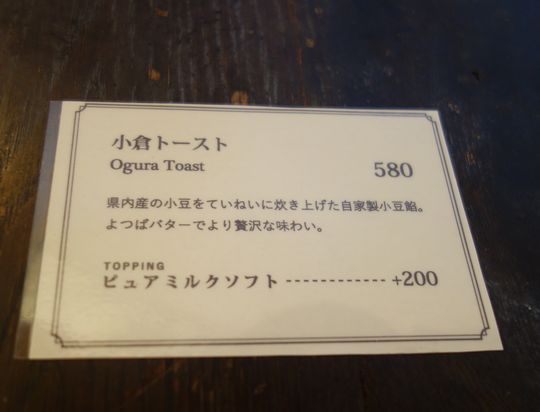 小倉トースト
Ogura Toast 580
県内産の小豆をていねいに炊き上げた自家製小豆餡。
よつばバターでより贅沢な味わい。
TOPPING
ピュアミルクソフト ------------ +200